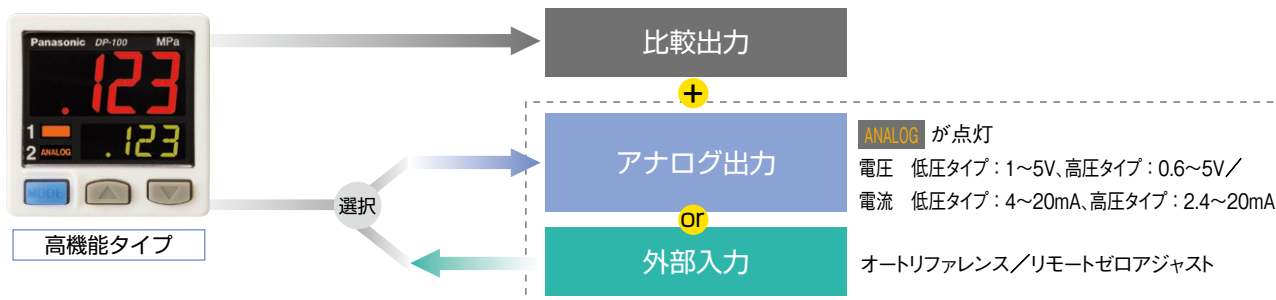 Panasonic DP-100 MPa
.123
1
2 ANALOG .123
MODE
高機能タイプ
選択
比較出力
+
アナログ出力
or
外部入力
ANALOG が点灯
電圧 低圧タイプ：1～5V、高圧タイプ：0.6～5V／
電流 低圧タイプ：4～20mA、高圧タイプ：2.4～20mA
オートリファレンス／リモートゼロアジャスト